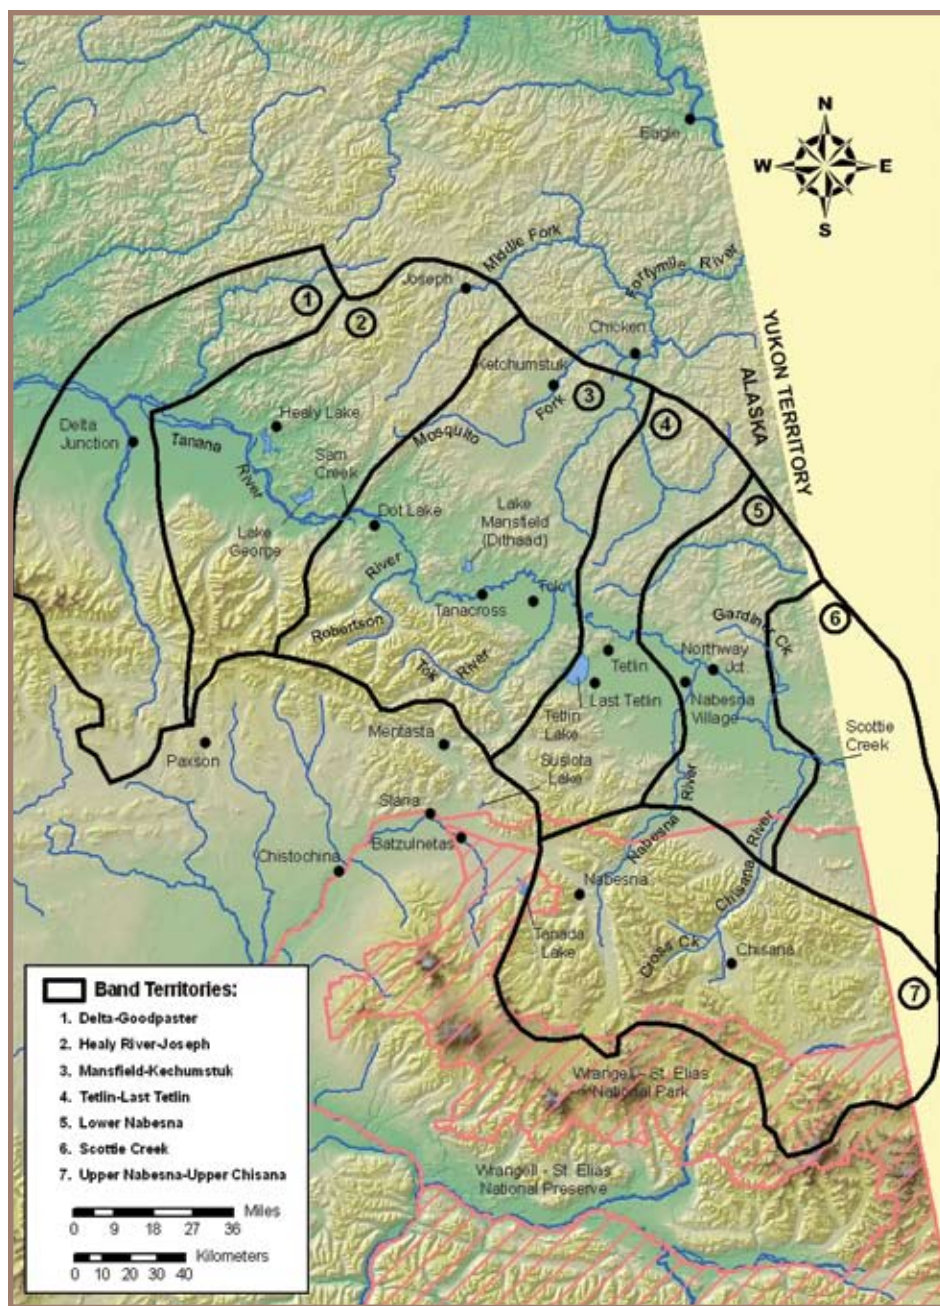 N
W E
S
Eagle
Middle Fork
Fortymile River
Joseph
1
2
YUKON TERRITORY
ALASKA
Chicken
Ketchumstuk
3
Mosquito Fork
4
Healy Lake
Delta
Junction
Tanana River
Sam
Creek
5
Lake
George
Dot Lake
Lake
Mansfield
(Dithaad)
River
Tok
Tanacross
6
Robertson
Gardiner Ck.
Tok River
Northway
Jct.
Tetlin
Last Tetlin
Nabesna
Village
Tetlin
Lake
Scottie
Creek
Mentasta
Paxson
Suslota
Lake
Slana
Batzulnetas
River
Nabesna
Chisana River
Chistochina
Nabesna
Tanada
Lake
Cross Ck.
Chisana
7
Wrangell - St. Elias
National Park
Wrangell - St. Elias
National Preserve
Band Territories:
1. Delta-Goodpaster
2. Healy River-Joseph
3. Mansfield-Kechumstuk
4. Tetlin-Last Tetlin
5. Lower Nabesna
6. Scottie Creek
7. Upper Nabesna-Upper Chisana
Miles
0 9 18 27 36
Kilometers
0 10 20 30 40